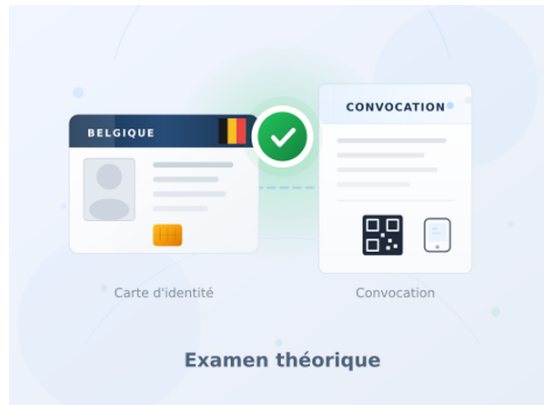 BELGIQUE
CONVOCATION
Carte d'identité
Convocation
Examen théorique